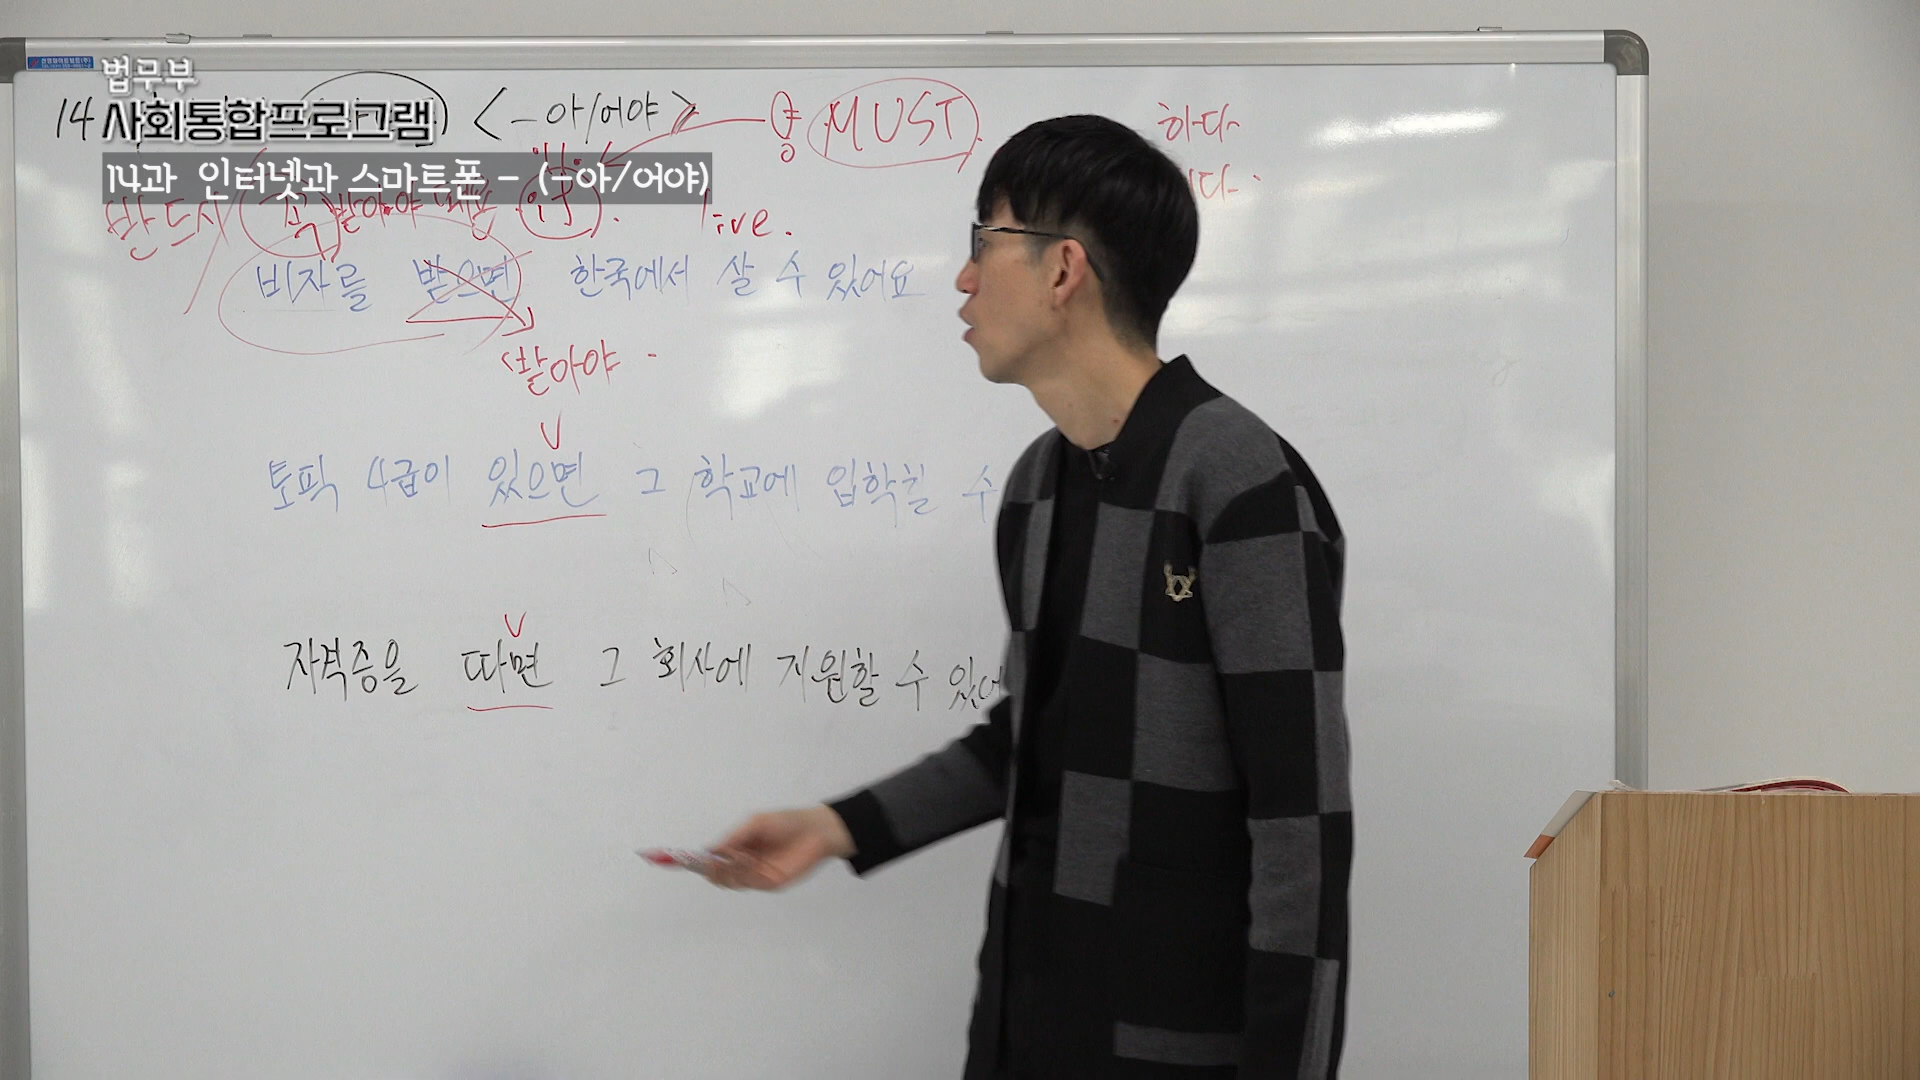 법무부
사회통합프로그램
14과 인터넷과 스마트폰 - (-아/어야)
14 <-아/어야> MUST 하다
반드시 꼭 받아야
ive.
비자를 받으면 한국에서 살 수 있어요
받아야
토픽 4급이 있으면 그 학교에 입학할 수
자격증을 따면 그 회사에 지원할 수 있어